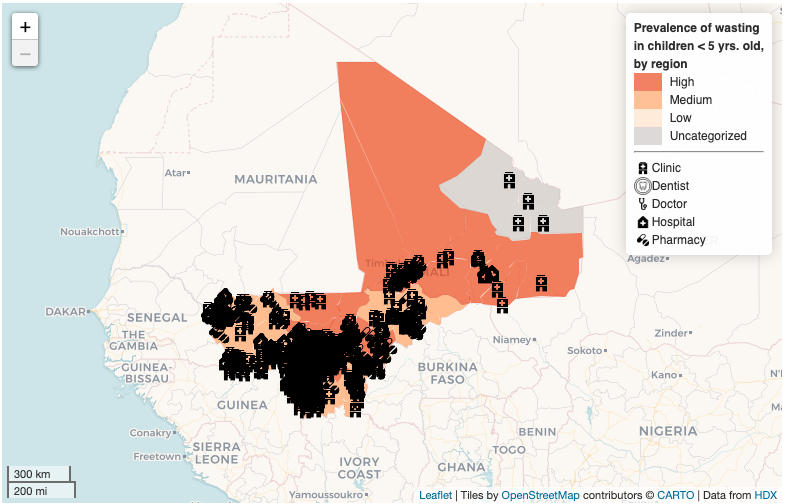 +
−
Prevalence of wasting
in children < 5 yrs. old,
by region
High
Medium
Low
Uncategorized
Clinic
Dentist
Doctor
Hospital
Pharmacy
Atar
MAURITANIA
Nouakchott
Agadez
DAKAR
SENEGAL
THE
GAMBIA
GUINEA-
BISSAU
Niamey
Zinder
Sokoto
BURKINA
FASO
Kano
GUINEA
Conakry
SIERRA
LEONE
Freetown
BENIN
NIGERIA
TOGO
IVORY
COAST
GHANA
Yamoussoukro
300 km
200 mi
Leaflet | Tiles by OpenStreetMap contributors © CARTO | Data from HDX